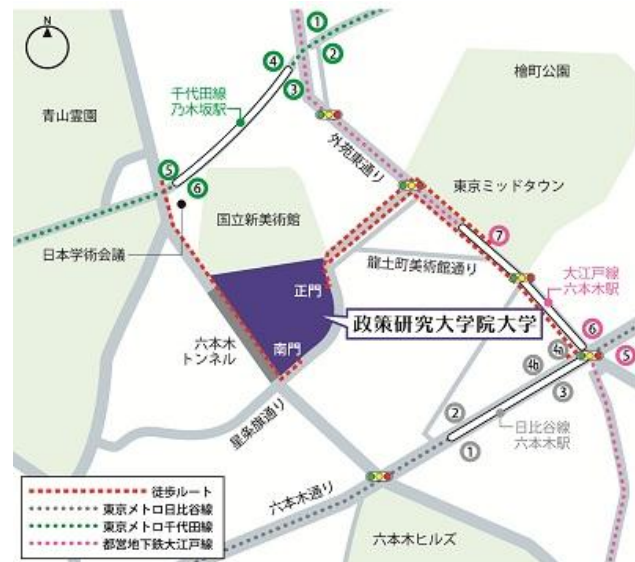 N
①
②
④
③
檜町公園
千代田線
乃木坂駅
青山霊園
外苑東通り
⑤
⑥
東京ミッドタウン
国立新美術館
⑦
日本学術会議
龍土町美術館通り
大江戸線
六本木駅
正門
政策研究大学院大学
⑥
六本木
トンネル
南門
4a
⑤
4b
③
星条旗通り
②
①
日比谷線
六本木駅
六本木通り
六本木ヒルズ
徒歩ルート
東京メトロ日比谷線
東京メトロ千代田線
都営地下鉄大江戸線